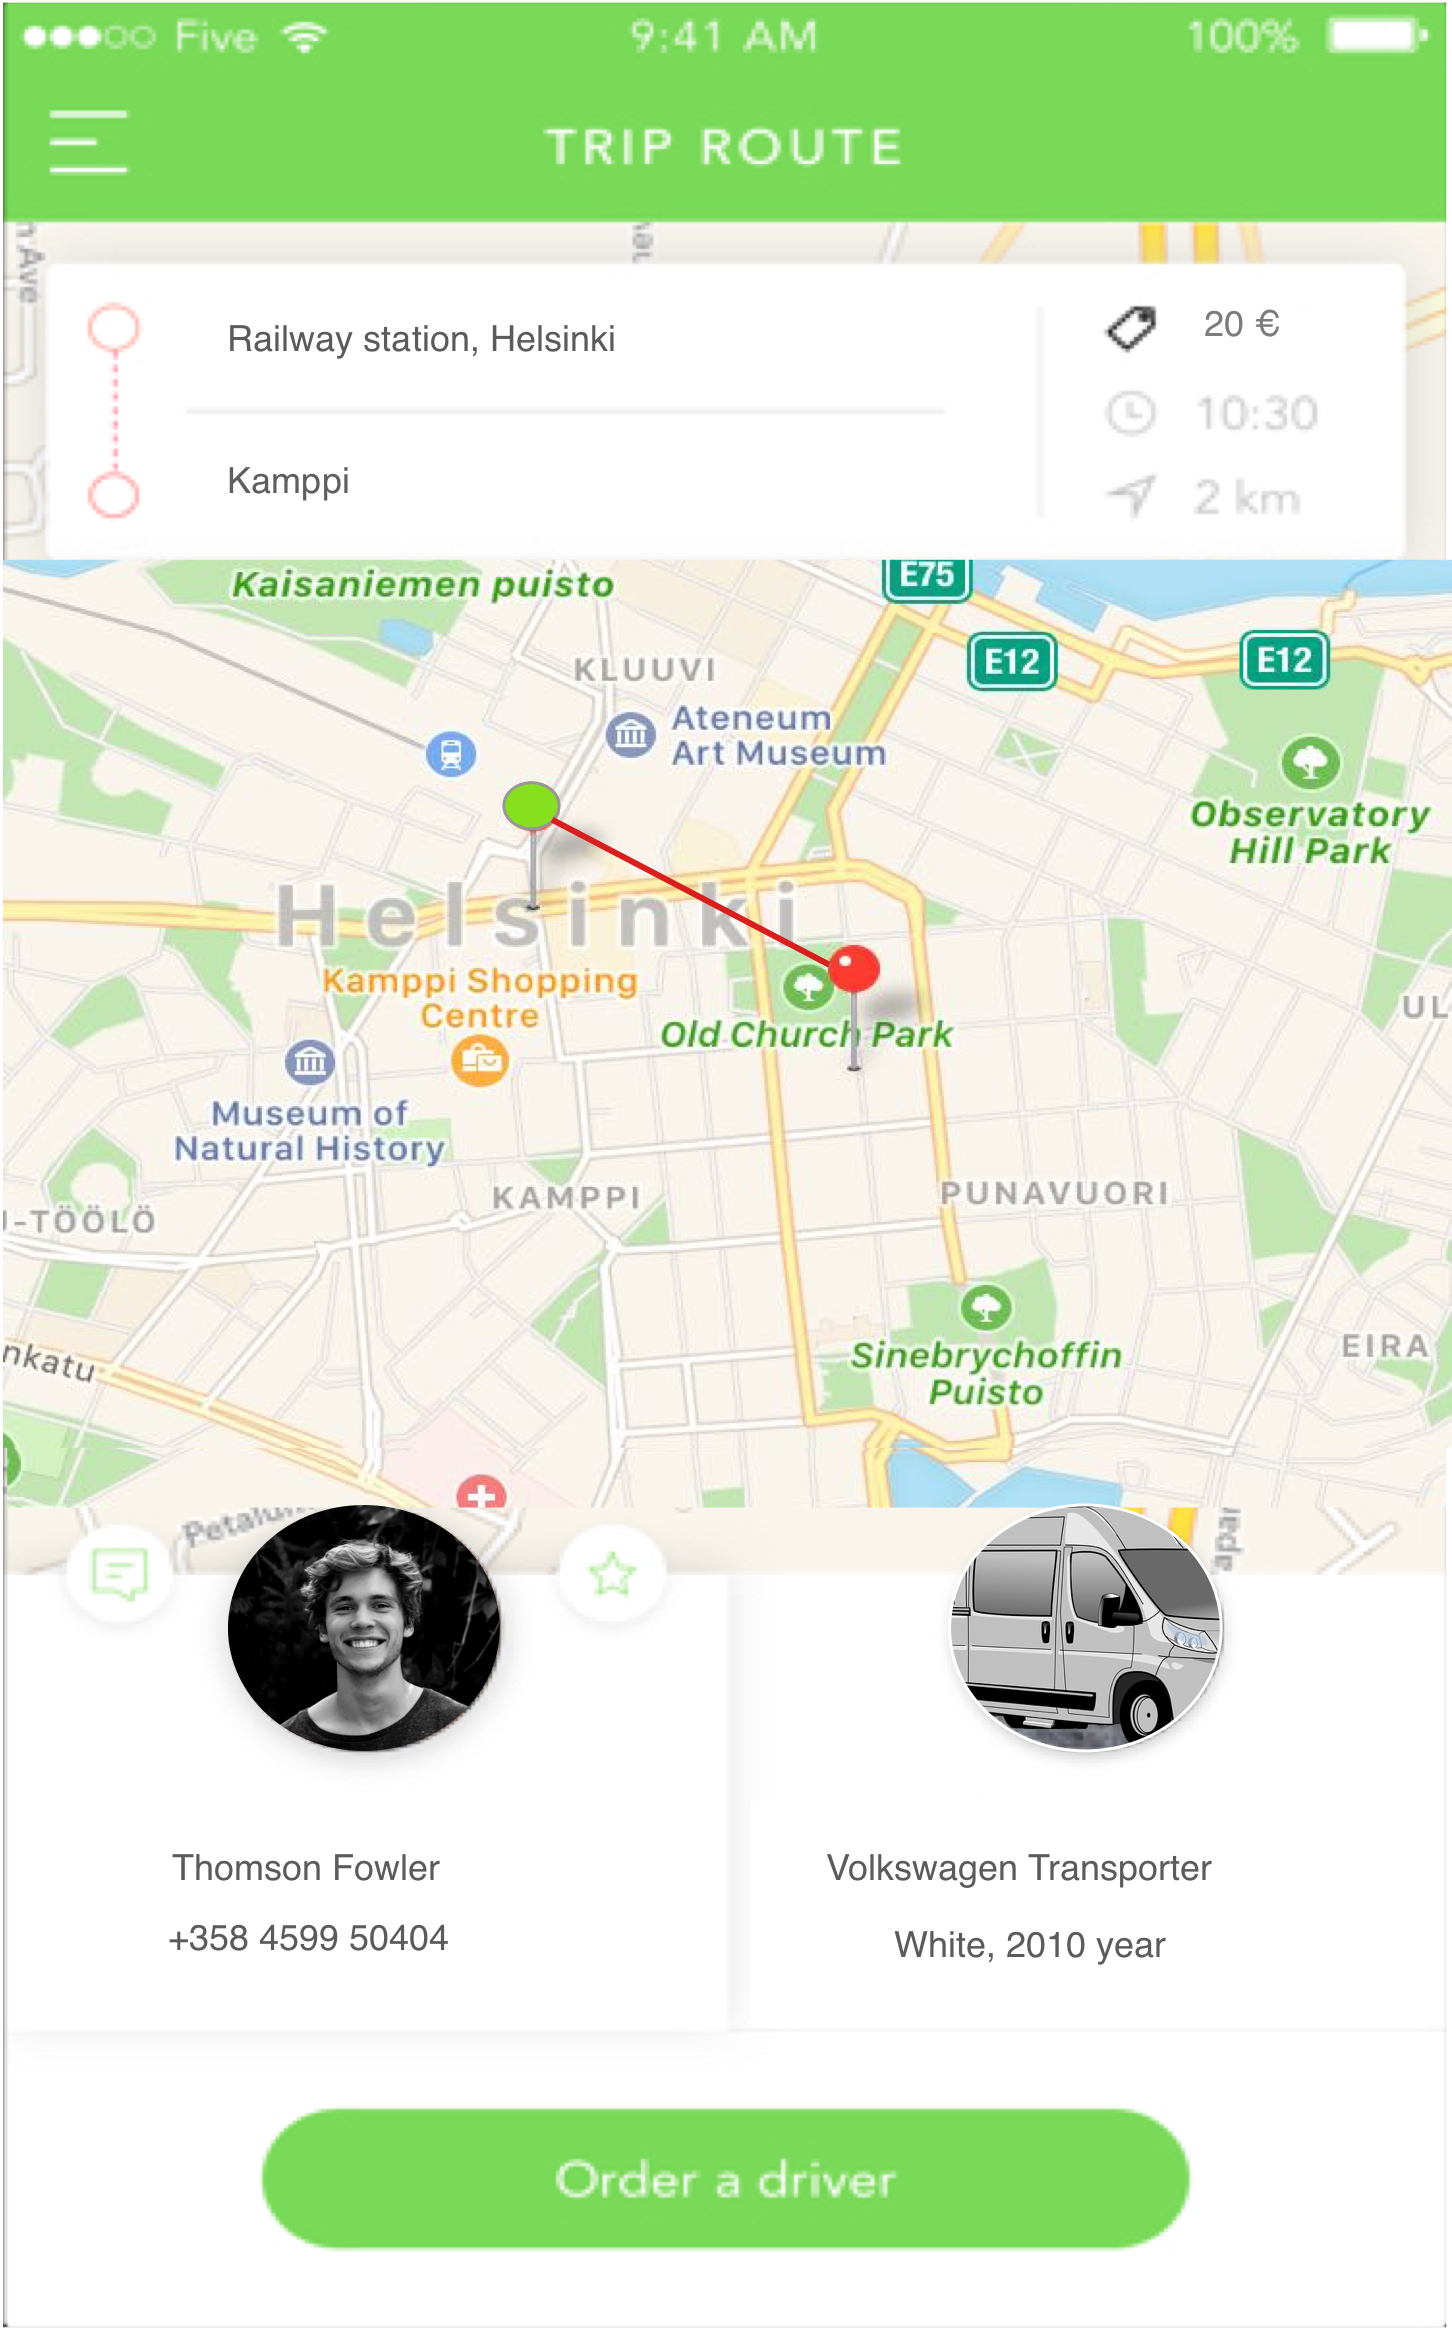 Five 9:41 AM 100%
TRIP ROUTE
n Ave
Railway station, Helsinki
20 €
10:30
Kamppi
2 km
Kaisaniemen puisto
E75
E12
E12
KLUUVI
Ateneum
Art Museum
Observatory
Hill Park
Helsinki
Kamppi Shopping
Centre
Old Church Park
UL
Museum of
Natural History
KAMPPI
PUNAVUORI
-TÖÖLÖ
nkatu
Sinebrychoffin
Puisto
EIRA
Thomson Fowler
+358 4599 50404
Volkswagen Transporter
White, 2010 year
Order a driver